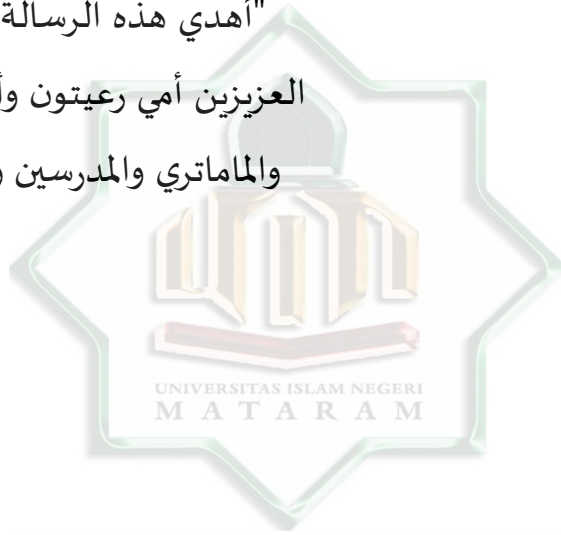 "أهدي هذه الرسالة
العزيزين أمي رعيتون
والماماتري والمدرسين
UNIVERSITAS ISLAM NEGERI
MATARAM